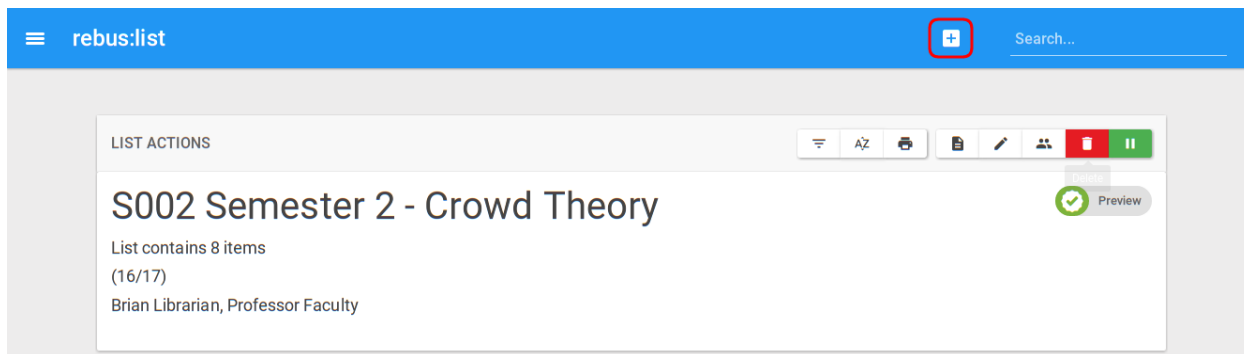 rebus:list
Search...
LIST ACTIONS
AZ
Delete
S002 Semester 2 - Crowd Theory
Preview
List contains 8 items
(16/17)
Brian Librarian, Professor Faculty